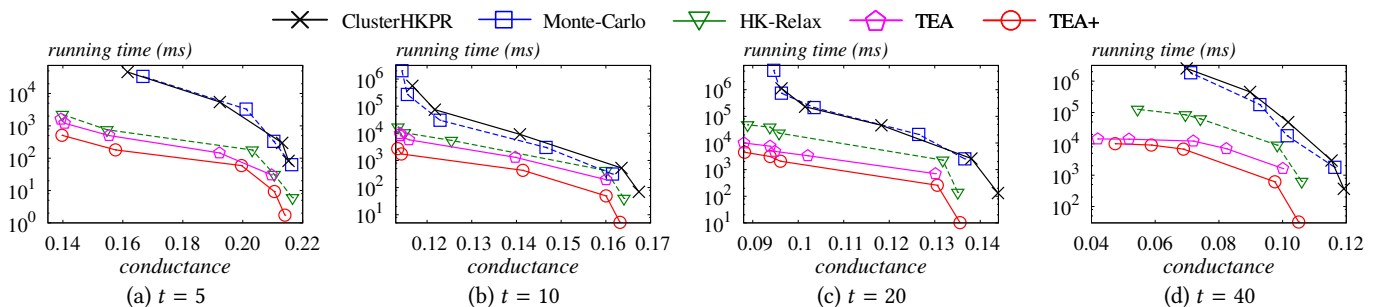 ClusterHKPR Monte-Carlo HK-Relax TEA TEA+
running time (ms) running time (ms) running time (ms) running time (ms)
10^4 10^3 10^2 10^1 10^0
0.14 0.16 0.18 0.20 0.22
conductance
(a) t = 5
10^6 10^5 10^4 10^3 10^2 10^1
0.12 0.13 0.14 0.15 0.16 0.17
conductance
(b) t = 10
10^6 10^5 10^4 10^3 10^2 10^1
0.09 0.1 0.11 0.12 0.13 0.14
conductance
(c) t = 20
10^6 10^5 10^4 10^3 10^2
0.04 0.06 0.08 0.10 0.12
conductance
(d) t = 40